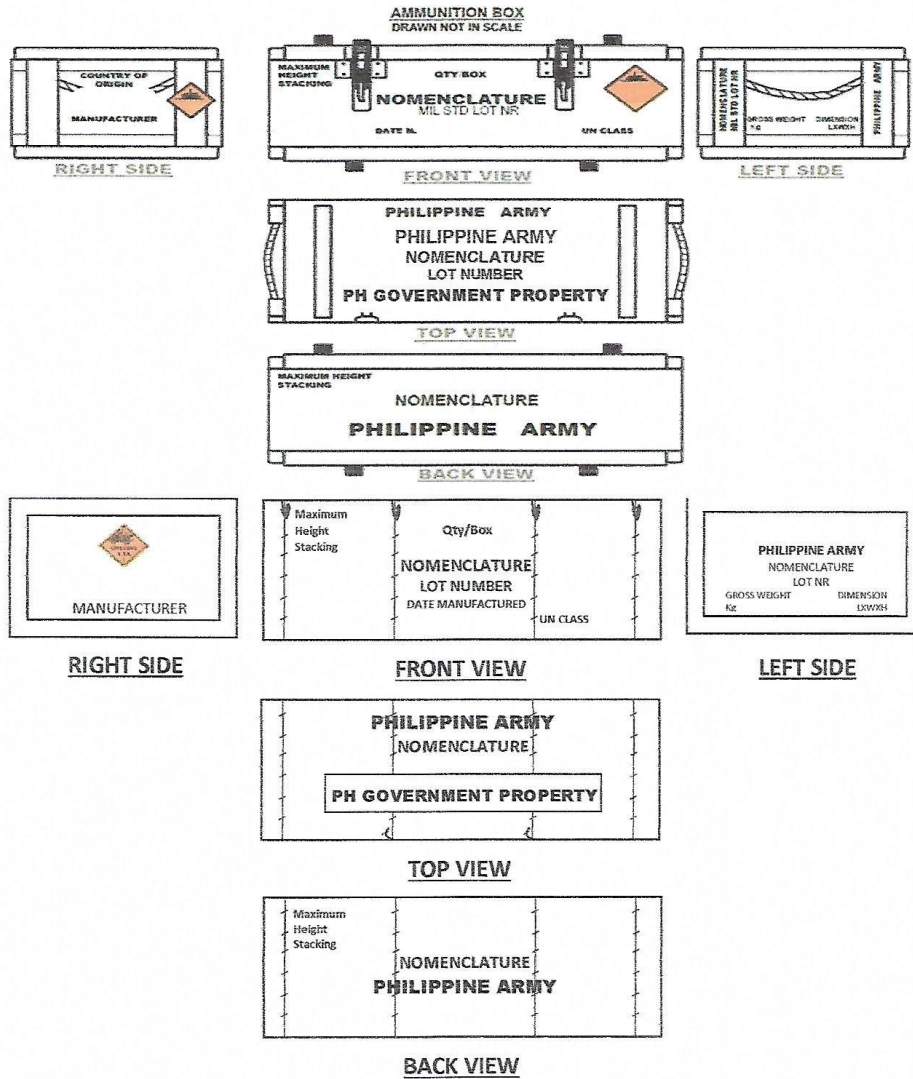 AMMUNITION BOX
DRAWN NOT IN SCALE
COUNTRY OF
ORIGIN
MANUFACTURER
RIGHT SIDE
MAXIMUM
HEIGHT
STACKING
QTY/BOX
NOMENCLATURE
MIL STD LOT NR
DATE M.
UN CLASS
FRONT VIEW
NOMENCLATURE
MIL STD LOT NR
GROSS WEIGHT DIMENSION
Kg LXWXH
PHILIPPINE ARMY
LEFT SIDE
PHILIPPINE ARMY
PHILIPPINE ARMY
NOMENCLATURE
LOT NUMBER
PH GOVERNMENT PROPERTY
TOP VIEW
MAXIMUM HEIGHT
STACKING
NOMENCLATURE
PHILIPPINE ARMY
BACK VIEW
MANUFACTURER
RIGHT SIDE
Maximum
Height
Stacking
Qty/Box
NOMENCLATURE
LOT NUMBER
DATE MANUFACTURED
UN CLASS
FRONT VIEW
PHILIPPINE ARMY
NOMENCLATURE
LOT NR
GROSS WEIGHT DIMENSION
Kg LXWXH
LEFT SIDE
PHILIPPINE ARMY
NOMENCLATURE
PH GOVERNMENT PROPERTY
TOP VIEW
Maximum
Height
Stacking
NOMENCLATURE
PHILIPPINE ARMY
BACK VIEW